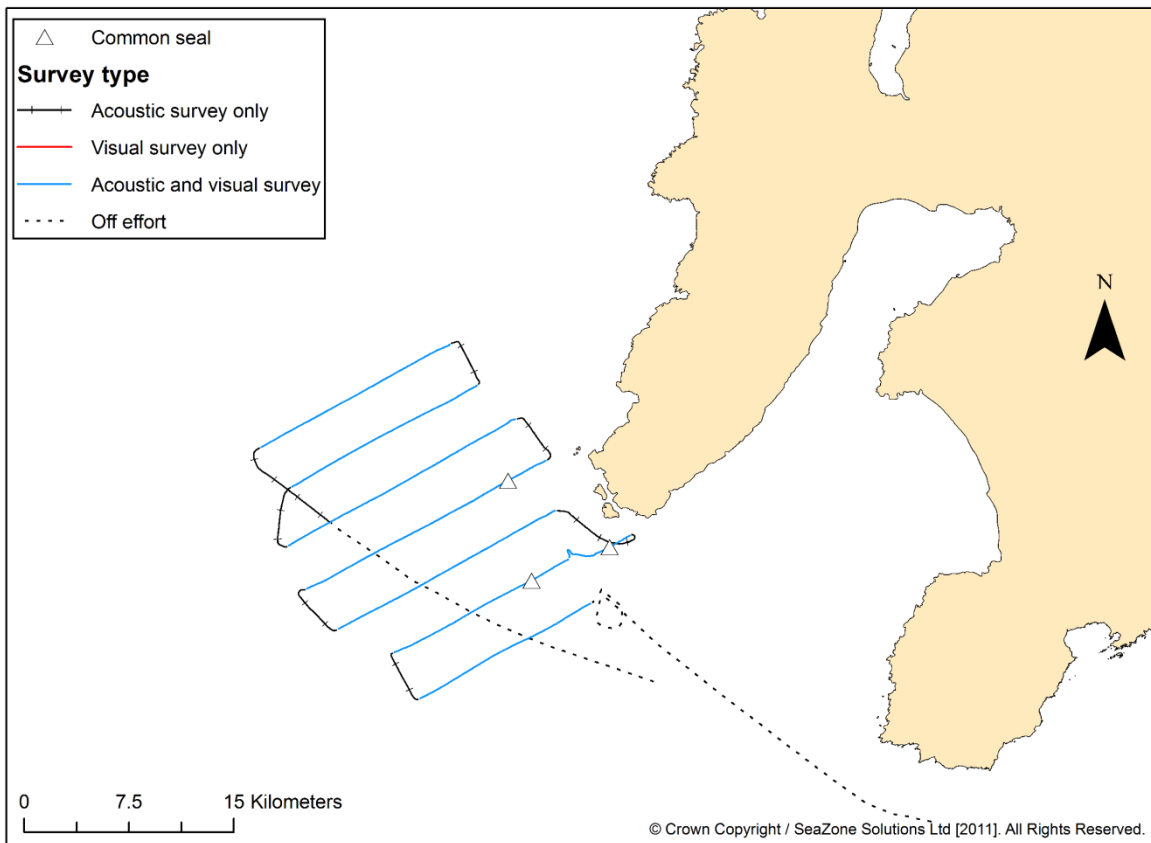 Common seal
Survey type
Acoustic survey only
Visual survey only
Acoustic and visual survey
Off effort
N
0 7.5 15 Kilometers
© Crown Copyright / SeaZone Solutions Ltd [2011]. All Rights Reserved.